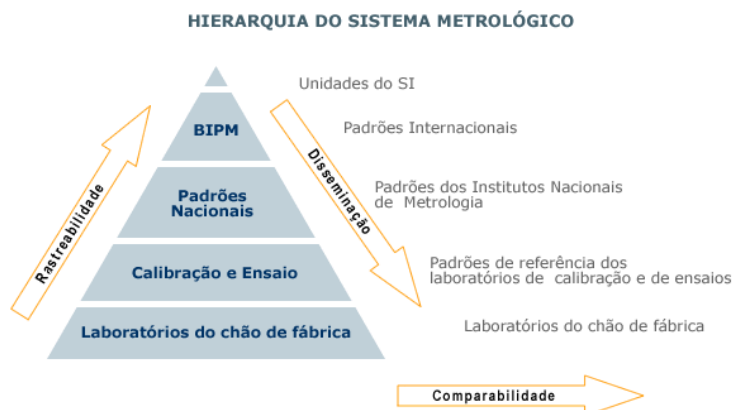 HIERARQUIA DO SISTEMA METROLÓGICO
Unidades do SI
BIPM
Padrões Internacionais
Disseminação
Rastreabilidade
Padrões
Nacionais
Padrões dos Institutos Nacionais
de Metrologia
Calibração e Ensaio
Padrões de referência dos
laboratórios de calibração e de ensaios
Laboratórios do chão de fábrica
Laboratórios do chão de fábrica
Comparabilidade